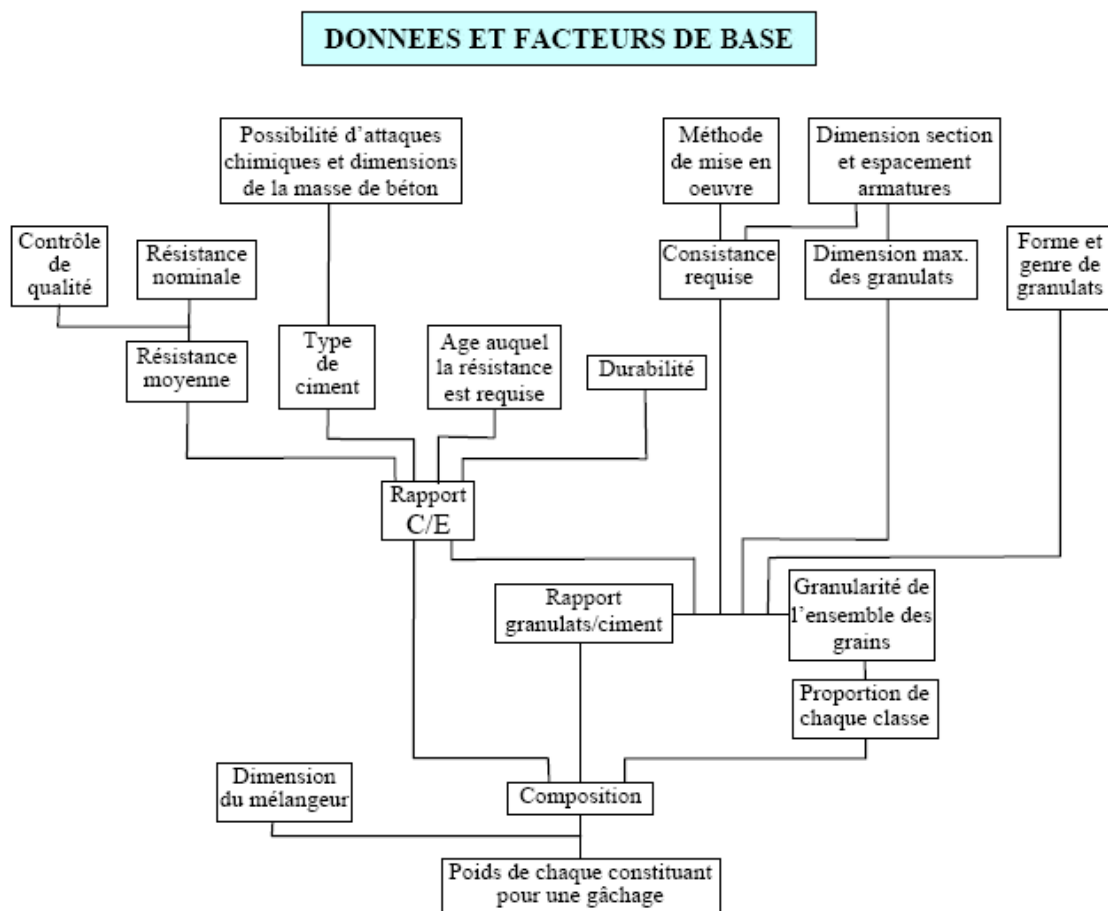 DONNEES ET FACTEURS DE BASE
Possibilité d'attaques
chimiques et dimensions
de la masse de béton
Méthode
de mise en
oeuvre
Dimension section
et espacement
armatures
Contrôle
de
qualité
Résistance
nominale
Consistance
requise
Dimension max.
des granulats
Forme et
genre de
granulats
Résistance
moyenne
Type
de
ciment
Age auquel
la résistance
est requise
Durabilité
Rapport
C/E
Rapport
granulats/ciment
Granularité de
l'ensemble des
grains
Proportion de
chaque classe
Dimension
du mélangeur
Composition
Poids de chaque constituant
pour une gâchage